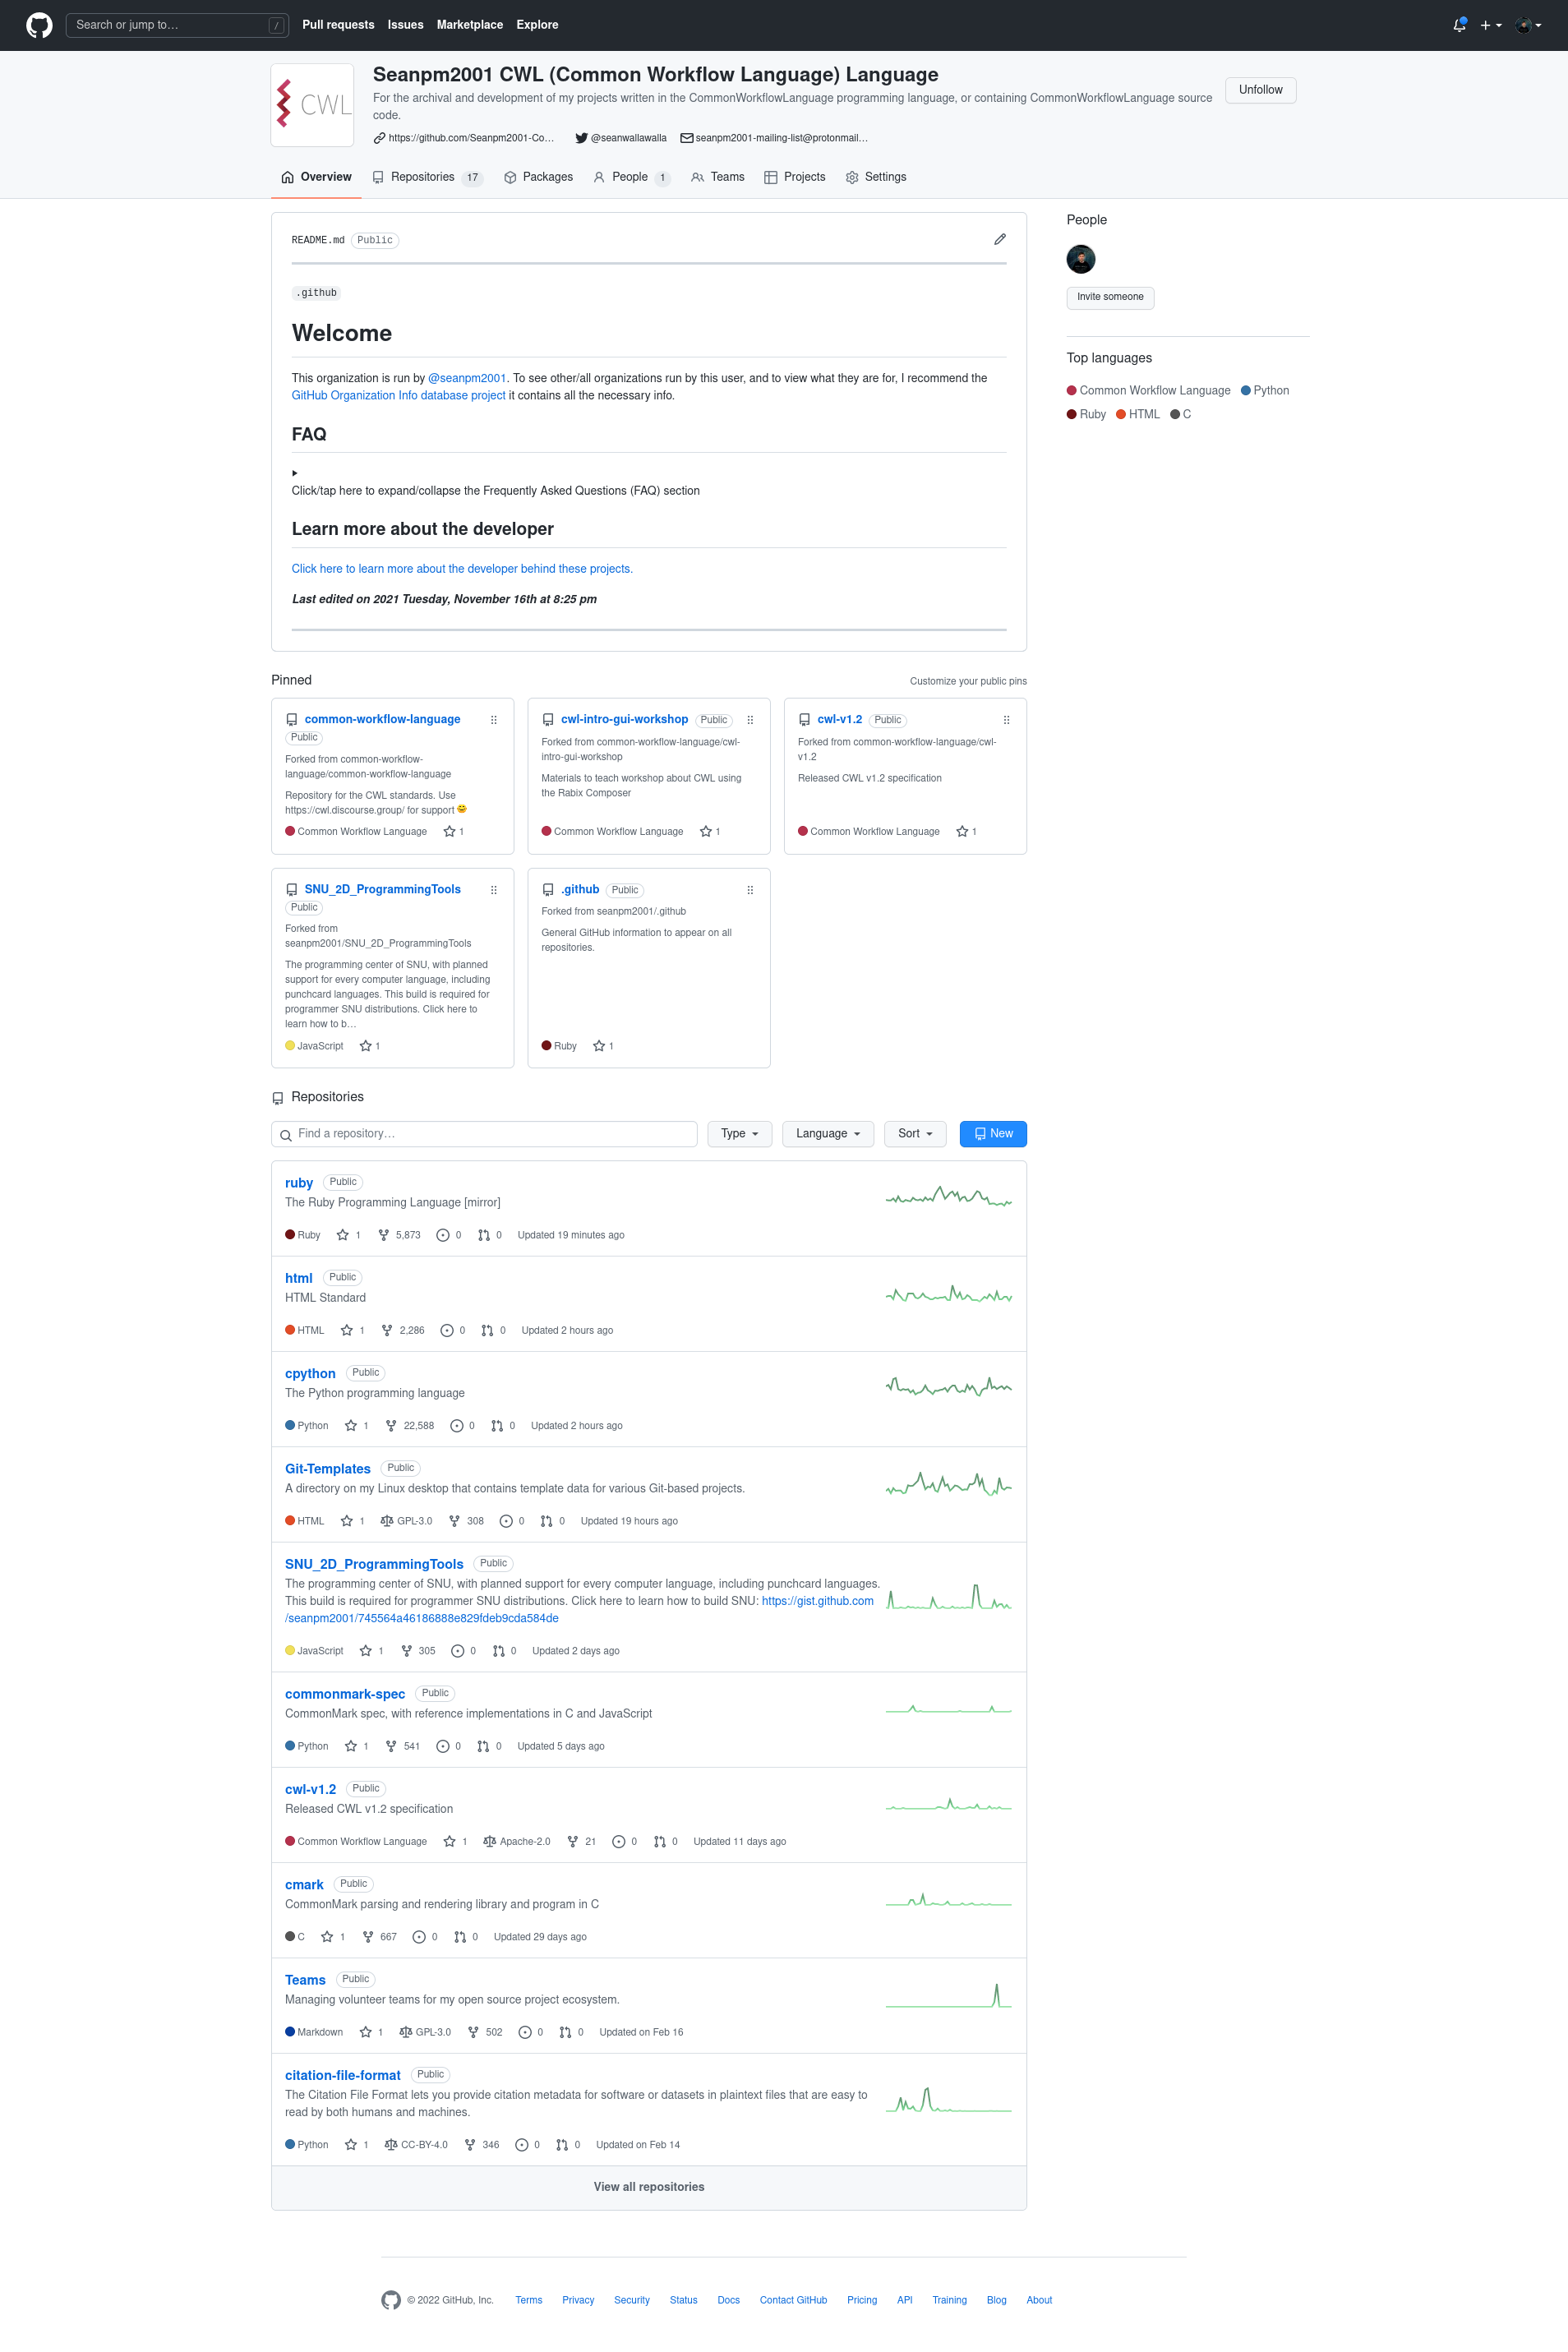 Search or jump to…
/
Pull requests
Issues
Marketplace
Explore
CWL
Seanpm2001 CWL (Common Workflow Language) Language
For the archival and development of my projects written in the CommonWorkflowLanguage programming language, or containing CommonWorkflowLanguage source
code.
Unfollow
https://github.com/Seanpm2001-Co…
@seanwallawalla
seanpm2001-mailing-list@protonmail…
Overview
Repositories 17
Packages
People 1
Teams
Projects
Settings
README.md Public
.github
Welcome
This organization is run by @seanpm2001. To see other/all organizations run by this user, and to view what they are for, I recommend the
GitHub Organization Info database project it contains all the necessary info.
FAQ
Click/tap here to expand/collapse the Frequently Asked Questions (FAQ) section
Learn more about the developer
Click here to learn more about the developer behind these projects.
Last edited on 2021 Tuesday, November 16th at 8:25 pm
People
Invite someone
Top languages
Common Workflow Language Python
Ruby HTML C
Pinned
Customize your public pins
common-workflow-language
Public
Forked from common-workflow-
language/common-workflow-language
Repository for the CWL standards. Use
https://cwl.discourse.group/ for support 😊
Common Workflow Language 1
cwl-intro-gui-workshop Public
Forked from common-workflow-language/cwl-
intro-gui-workshop
Materials to teach workshop about CWL using
the Rabix Composer
Common Workflow Language 1
cwl-v1.2 Public
Forked from common-workflow-language/cwl-
v1.2
Released CWL v1.2 specification
Common Workflow Language 1
SNU_2D_ProgrammingTools
Public
Forked from
seanpm2001/SNU_2D_ProgrammingTools
The programming center of SNU, with planned
support for every computer language, including
punchcard languages. This build is required for
programmer SNU distributions. Click here to
learn how to b…
JavaScript 1
.github Public
Forked from seanpm2001/.github
General GitHub information to appear on all
repositories.
Ruby 1
Repositories
Find a repository…
Type
Language
Sort
New
ruby Public
The Ruby Programming Language [mirror]
Ruby 1 5,873 0 0 Updated 19 minutes ago
html Public
HTML Standard
HTML 1 2,286 0 0 Updated 2 hours ago
cpython Public
The Python programming language
Python 1 22,588 0 0 Updated 2 hours ago
Git-Templates Public
A directory on my Linux desktop that contains template data for various Git-based projects.
HTML 1 GPL-3.0 308 0 0 Updated 19 hours ago
SNU_2D_ProgrammingTools Public
The programming center of SNU, with planned support for every computer language, including punchcard languages.
This build is required for programmer SNU distributions. Click here to learn how to build SNU: https://gist.github.com
/seanpm2001/745564a46186888e829fdeb9cda584de
JavaScript 1 305 0 0 Updated 2 days ago
commonmark-spec Public
CommonMark spec, with reference implementations in C and JavaScript
Python 1 541 0 0 Updated 5 days ago
cwl-v1.2 Public
Released CWL v1.2 specification
Common Workflow Language 1 Apache-2.0 21 0 0 Updated 11 days ago
cmark Public
CommonMark parsing and rendering library and program in C
C 1 667 0 0 Updated 29 days ago
Teams Public
Managing volunteer teams for my open source project ecosystem.
Markdown 1 GPL-3.0 502 0 0 Updated on Feb 16
citation-file-format Public
The Citation File Format lets you provide citation metadata for software or datasets in plaintext files that are easy to
read by both humans and machines.
Python 1 CC-BY-4.0 346 0 0 Updated on Feb 14
View all repositories
© 2022 GitHub, Inc.
Terms
Privacy
Security
Status
Docs
Contact GitHub
Pricing
API
Training
Blog
About